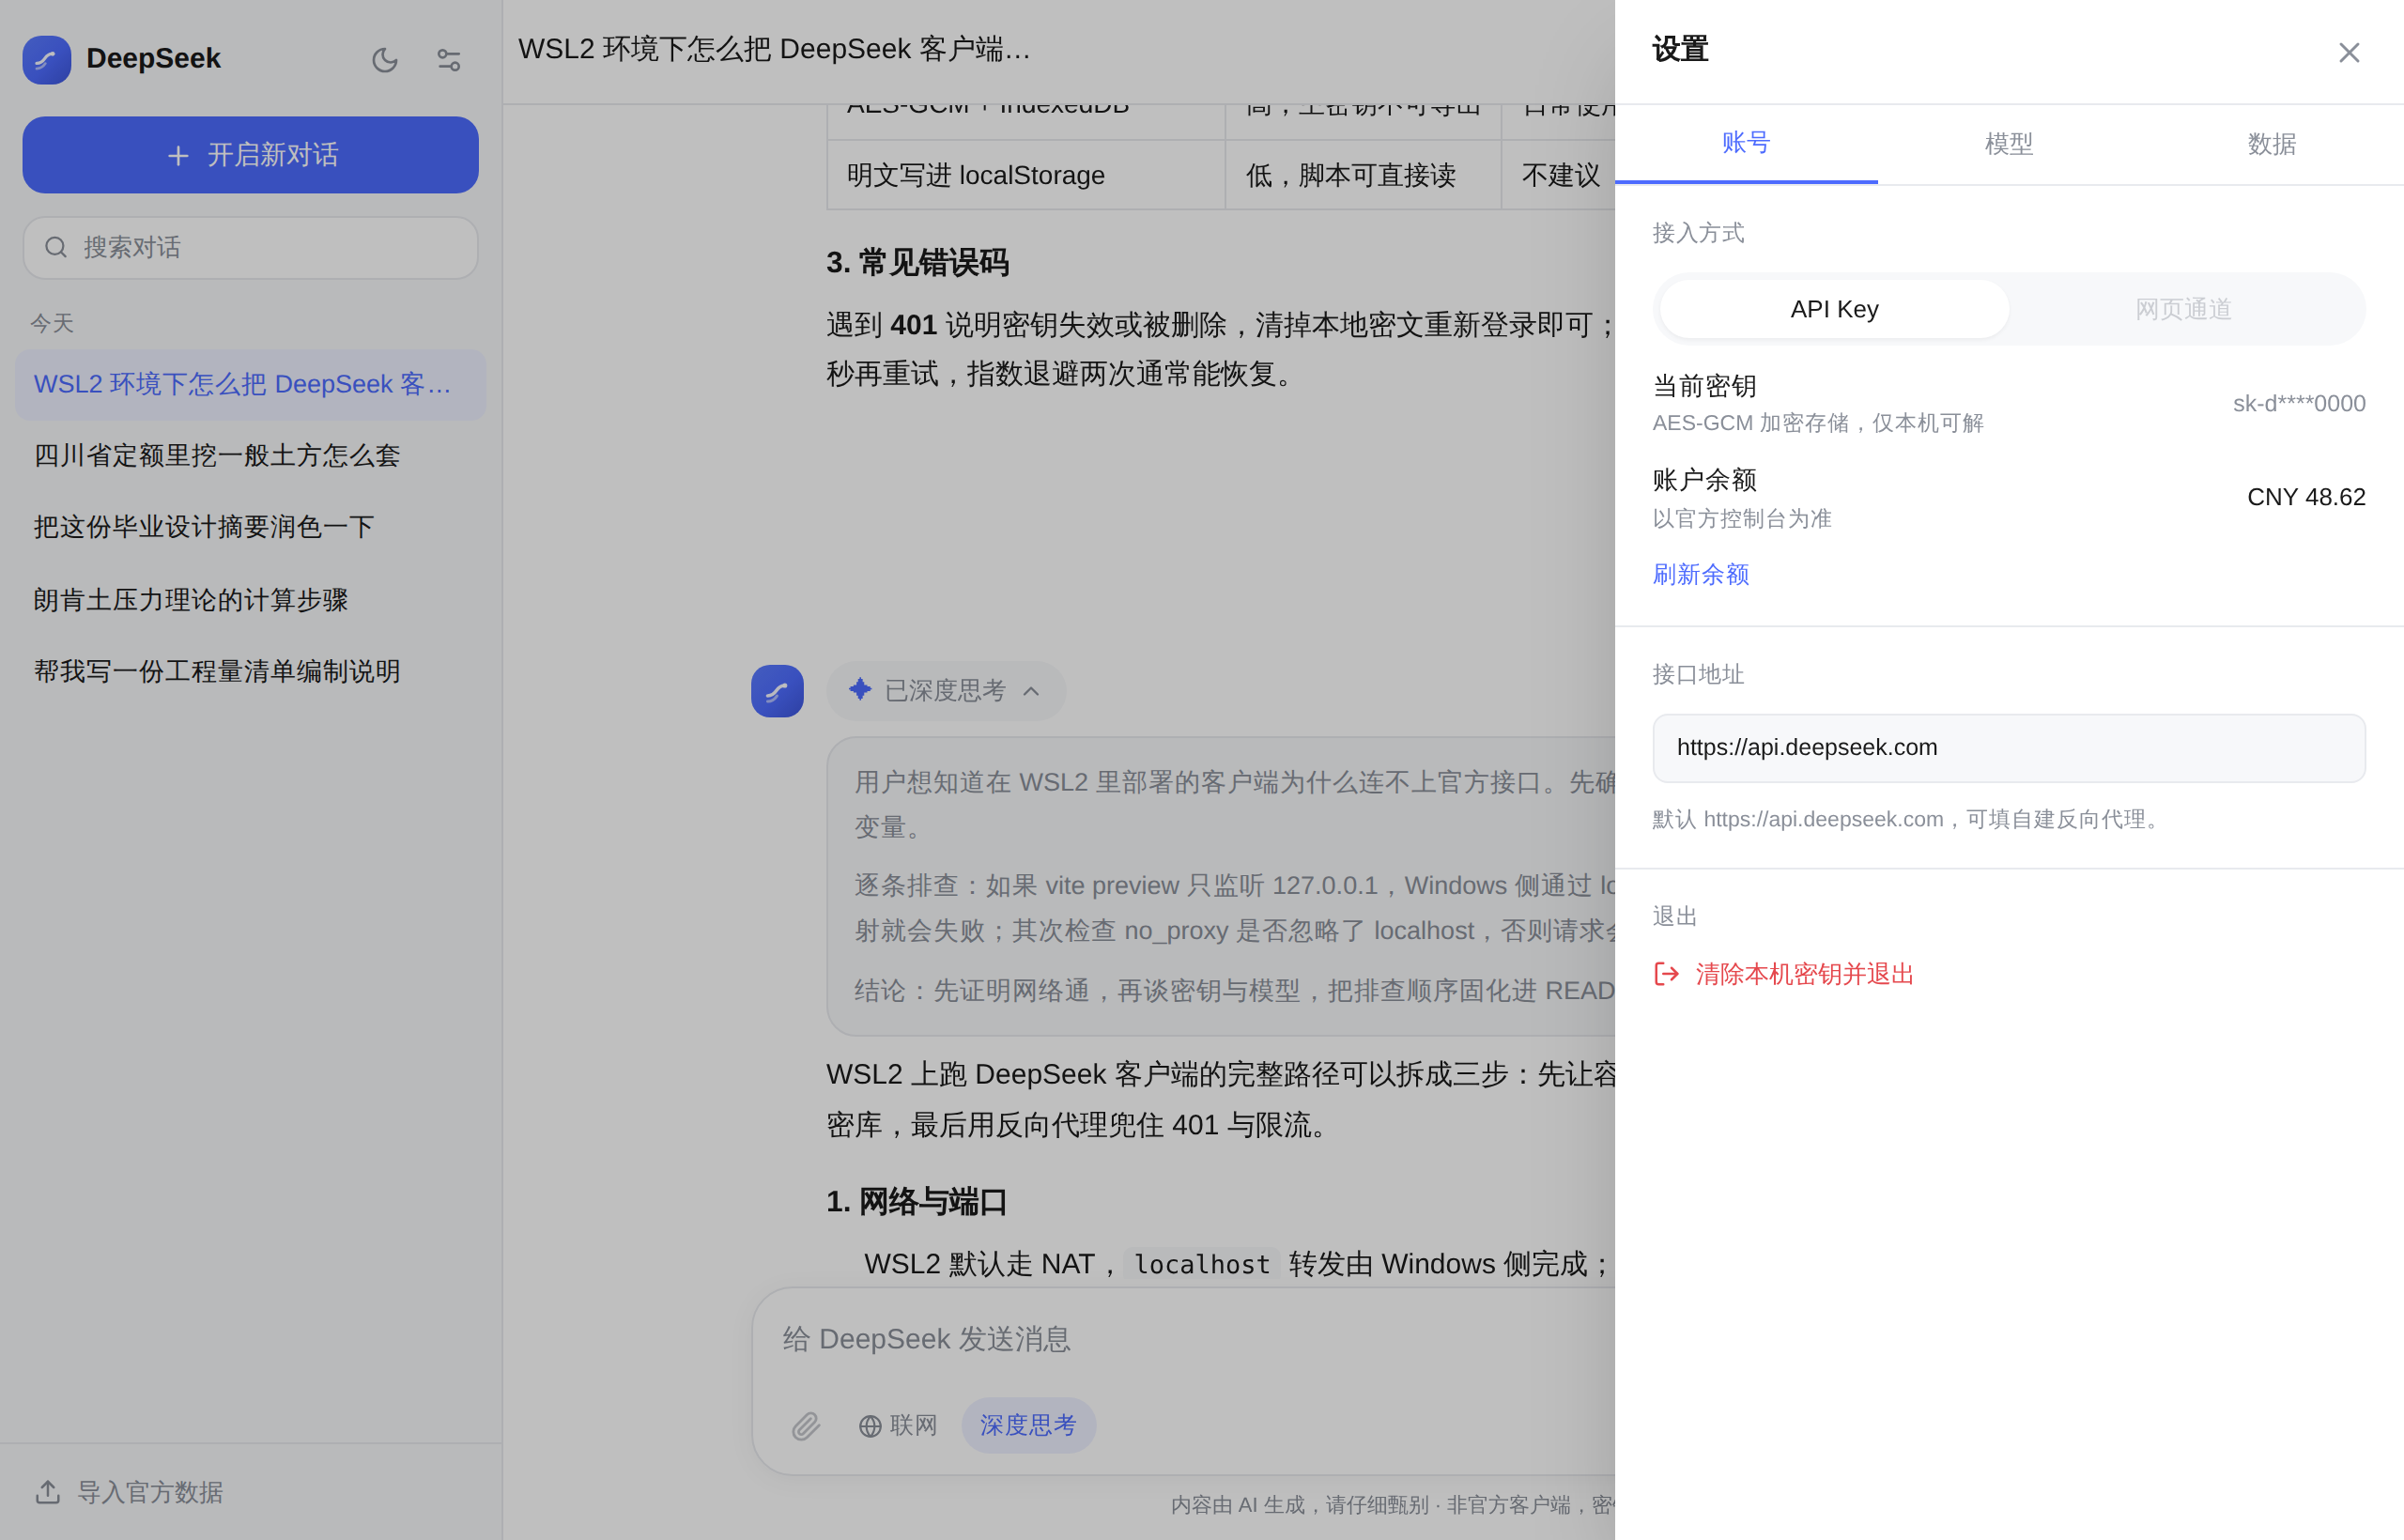 DeepSeek
开启新对话
搜索对话
今天
WSL2 环境下怎么把 DeepSeek 客…
四川省定额里挖一般土方怎么套
把这份毕业设计摘要润色一下
朗肯土压力理论的计算步骤
帮我写一份工程量清单编制说明
导入官方数据
WSL2 环境下怎么把 DeepSeek 客户端…
AES-GCM + IndexedDB
高，主密钥不可导出
日常使用
明文写进 localStorage
低，脚本可直接读
不建议
3. 常见错误码
遇到 401 说明密钥失效或被删除，清掉本地密文重新登录即可；
秒再重试，指数退避两次通常能恢复。
已深度思考
用户想知道在 WSL2 里部署的客户端为什么连不上官方接口。先确
变量。
逐条排查：如果 vite preview 只监听 127.0.0.1，Windows 侧通过 lo
射就会失败；其次检查 no_proxy 是否忽略了 localhost，否则请求会
结论：先证明网络通，再谈密钥与模型，把排查顺序固化进 READ
WSL2 上跑 DeepSeek 客户端的完整路径可以拆成三步：先让容
密库，最后用反向代理兜住 401 与限流。
1. 网络与端口
WSL2 默认走 NAT，localhost 转发由 Windows 侧完成；
给 DeepSeek 发送消息
联网
深度思考
内容由 AI 生成，请仔细甄别 · 非官方客户端，密钥
设置
账号
模型
数据
接入方式
API Key
网页通道
当前密钥
AES-GCM 加密存储，仅本机可解
sk-d****0000
账户余额
以官方控制台为准
CNY 48.62
刷新余额
接口地址
https://api.deepseek.com
默认 https://api.deepseek.com，可填自建反向代理。
退出
清除本机密钥并退出